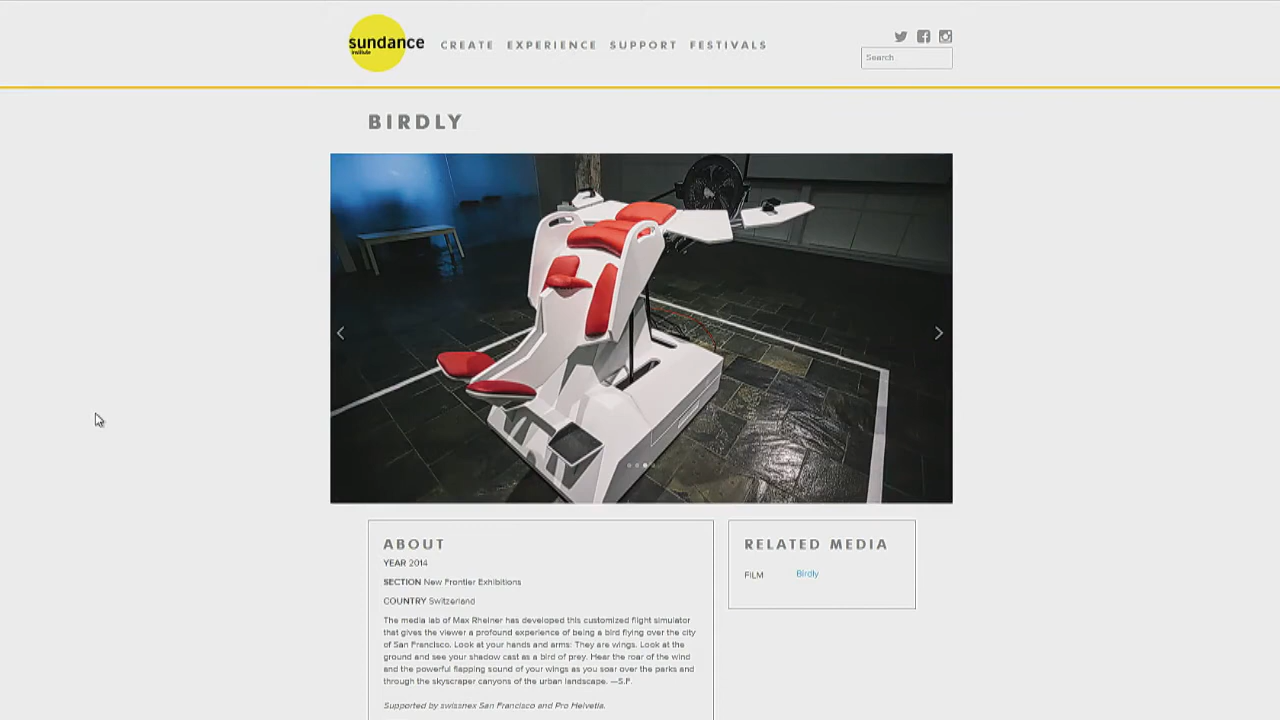 sundance
institute
CREATE EXPERIENCE SUPPORT FESTIVALS
Search
BIRDLY
ABOUT
YEAR 2014
SECTION New Frontier Exhibitions
COUNTRY Switzerland
The media lab of Max Rheiner has developed this customized flight simulator
that gives the viewer a profound experience of being a bird flying over the city
of San Francisco. Look at your hands and arms: They are wings. Look at the
ground and see your shadow cast as a bird of prey. Hear the roar of the wind
and the powerful flapping sound of your wings as you soar over the parks and
through the skyscraper canyons of the urban landscape. —S.F.
Supported by swissnex San Francisco and Pro Helvetia.
RELATED MEDIA
FILM Birdly